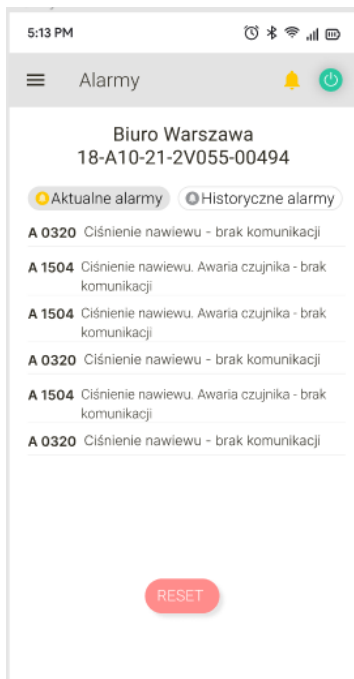 5:13 PM
Alarmy
Biuro Warszawa
18-A10-21-2V055-00494
Aktualne alarmy Historyczne alarmy
A 0320 Ciśnienie nawiewu - brak komunikacji
A 1504 Ciśnienie nawiewu. Awaria czujnika - brak
komunikacji
A 1504 Ciśnienie nawiewu. Awaria czujnika - brak
komunikacji
A 0320 Ciśnienie nawiewu - brak komunikacji
A 1504 Ciśnienie nawiewu. Awaria czujnika - brak
komunikacji
A 0320 Ciśnienie nawiewu - brak komunikacji
RESET